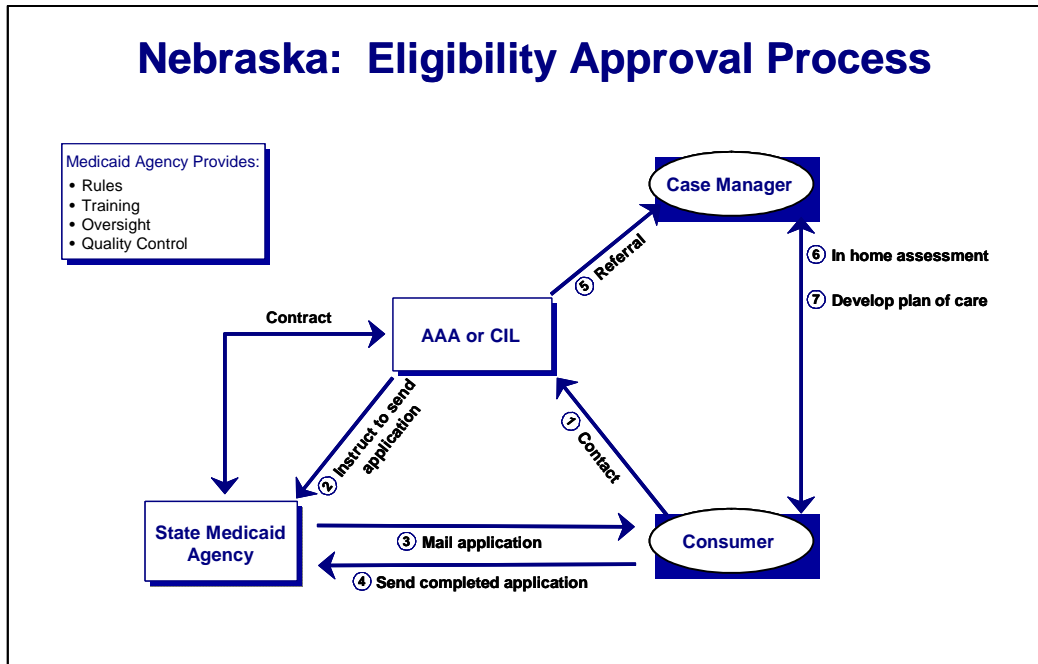 Nebraska:  Eligibility Approval Process
Medicaid Agency Provides:
• Rules
• Training
• Oversight
• Quality Control
Case Manager
⑥ In home assessment
⑦ Develop plan of care
⑤ Referral
Contract
AAA or CIL
② Instruct to send
application
① Contact
State Medicaid
Agency
③ Mail application
④ Send completed application
Consumer